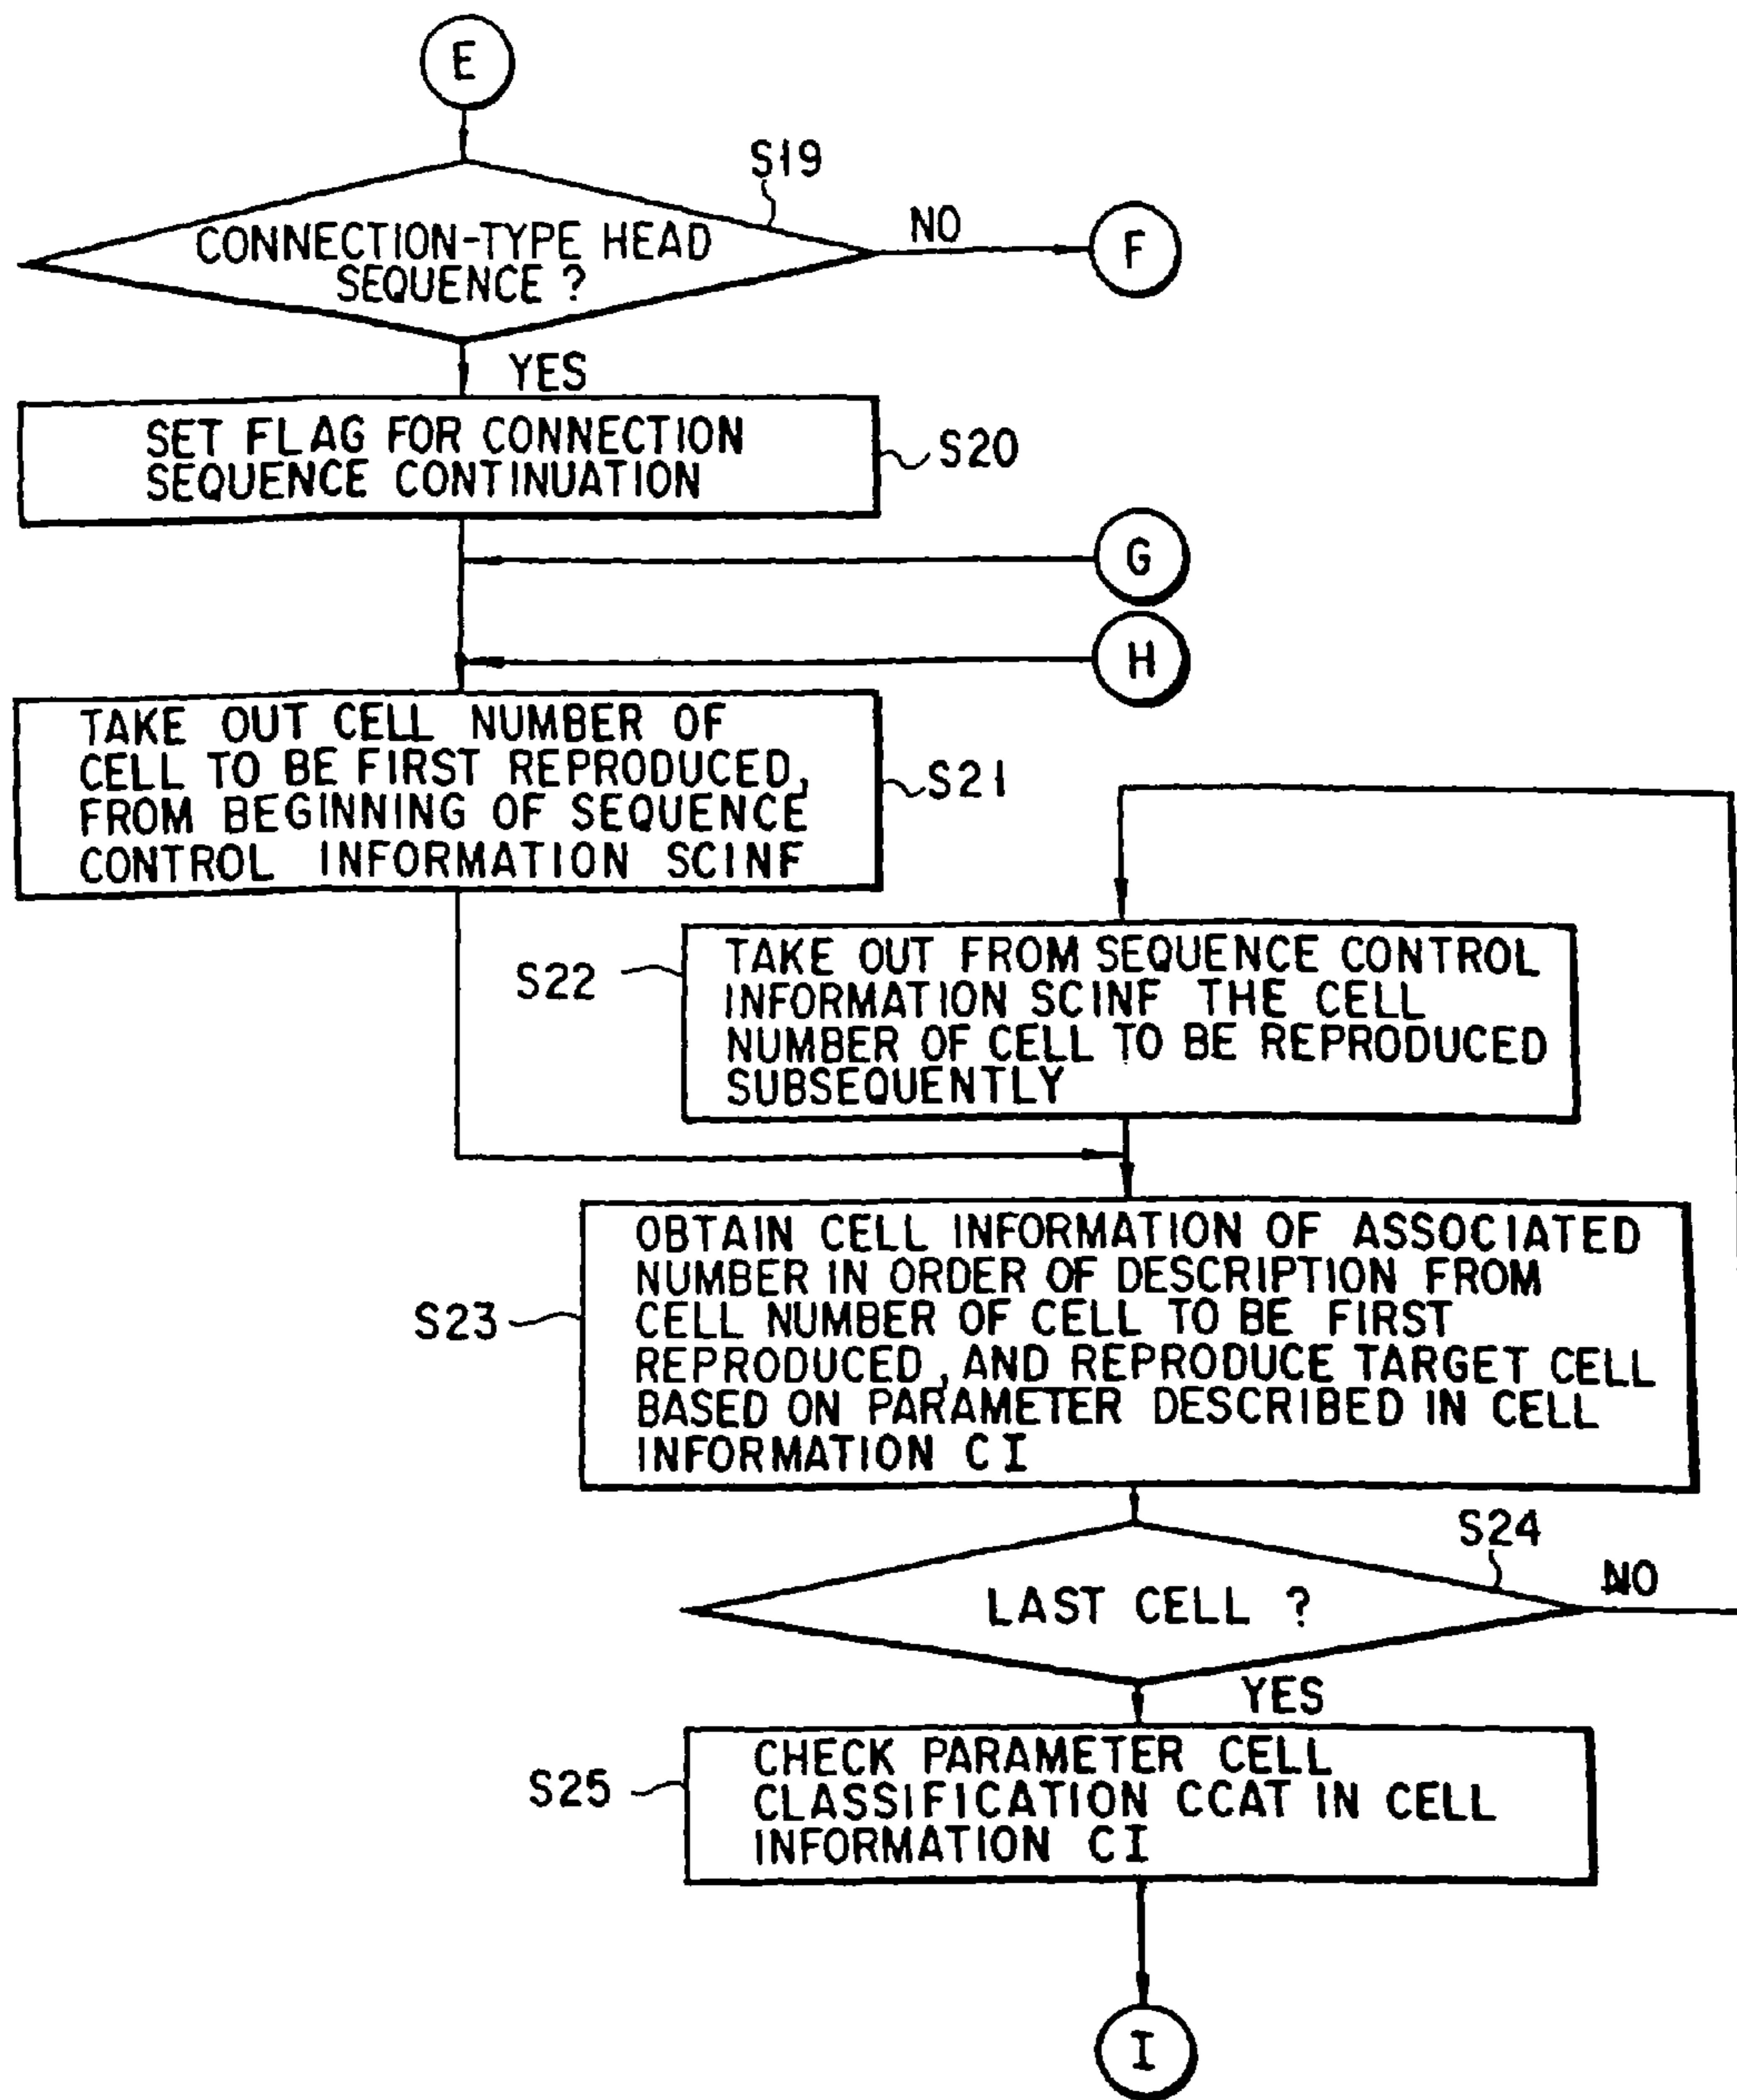 E
S19
CONNECTION-TYPE HEAD
SEQUENCE ?
NO
F
YES
SET FLAG FOR CONNECTION
SEQUENCE CONTINUATION
S20
G
H
TAKE OUT CELL NUMBER OF
CELL TO BE FIRST REPRODUCED,
FROM BEGINNING OF SEQUENCE
CONTROL INFORMATION SCINF
S21
S22
TAKE OUT FROM SEQUENCE CONTROL
INFORMATION SCINF THE CELL
NUMBER OF CELL TO BE REPRODUCED
SUBSEQUENTLY
S23
OBTAIN CELL INFORMATION OF ASSOCIATED
NUMBER IN ORDER OF DESCRIPTION FROM
CELL NUMBER OF CELL TO BE FIRST
REPRODUCED, AND REPRODUCE TARGET CELL
BASED ON PARAMETER DESCRIBED IN CELL
INFORMATION CI
S24
LAST CELL ?
NO
YES
S25
CHECK PARAMETER CELL
CLASSIFICATION CCAT IN CELL
INFORMATION CI
I